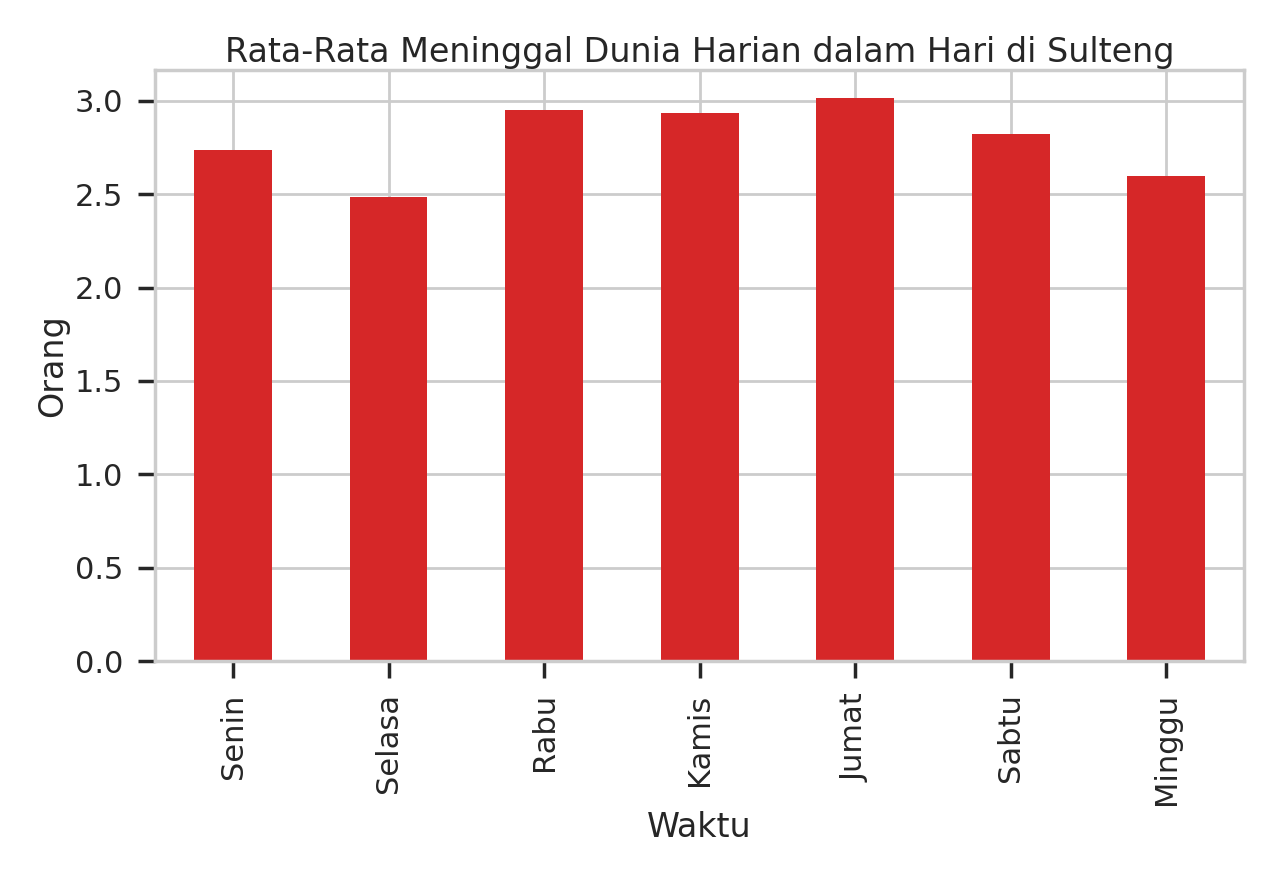 Rata-Rata Meninggal Dunia Harian dalam Hari di Sulteng
3.0
2.5
2.0
1.5
1.0
0.5
0.0
Orang
Senin
Selasa
Rabu
Kamis
Jumat
Sabtu
Minggu
Waktu